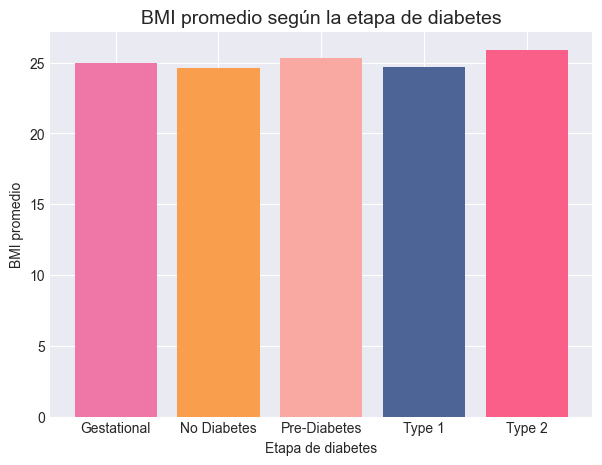 BMI promedio según la etapa de diabetes
BMI promedio
25
20
15
10
5
0
Gestational No Diabetes Pre-Diabetes Type 1 Type 2
Etapa de diabetes